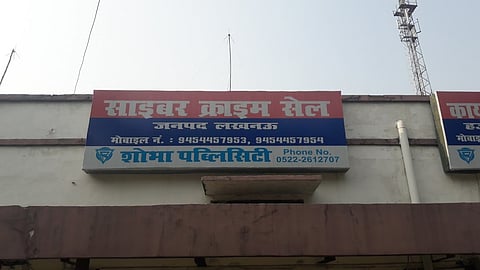 साइबर क्राइम सेल
जनपद लखनऊ
मोबाइल नं. : 9454457953, 9454457954
शोभा पब्लिसिटी
Phone No.
0522-2612707